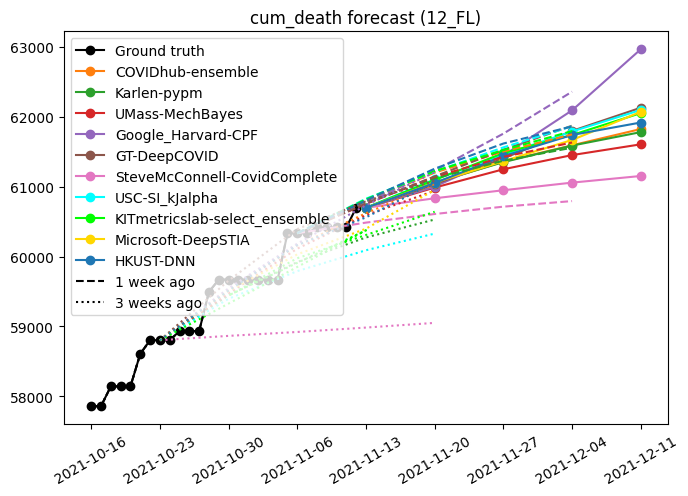 cum_death forecast (12_FL)
63000
62000
61000
60000
59000
58000
Ground truth
COVIDhub-ensemble
Karlen-pypm
UMass-MechBayes
Google_Harvard-CPF
GT-DeepCOVID
SteveMcConnell-CovidComplete
USC-SI_kJalpha
KITmetricslab-select_ensemble
Microsoft-DeepSTIA
HKUST-DNN
1 week ago
3 weeks ago
2021-10-16
2021-10-23
2021-10-30
2021-11-06
2021-11-13
2021-11-20
2021-11-27
2021-12-04
2021-12-11